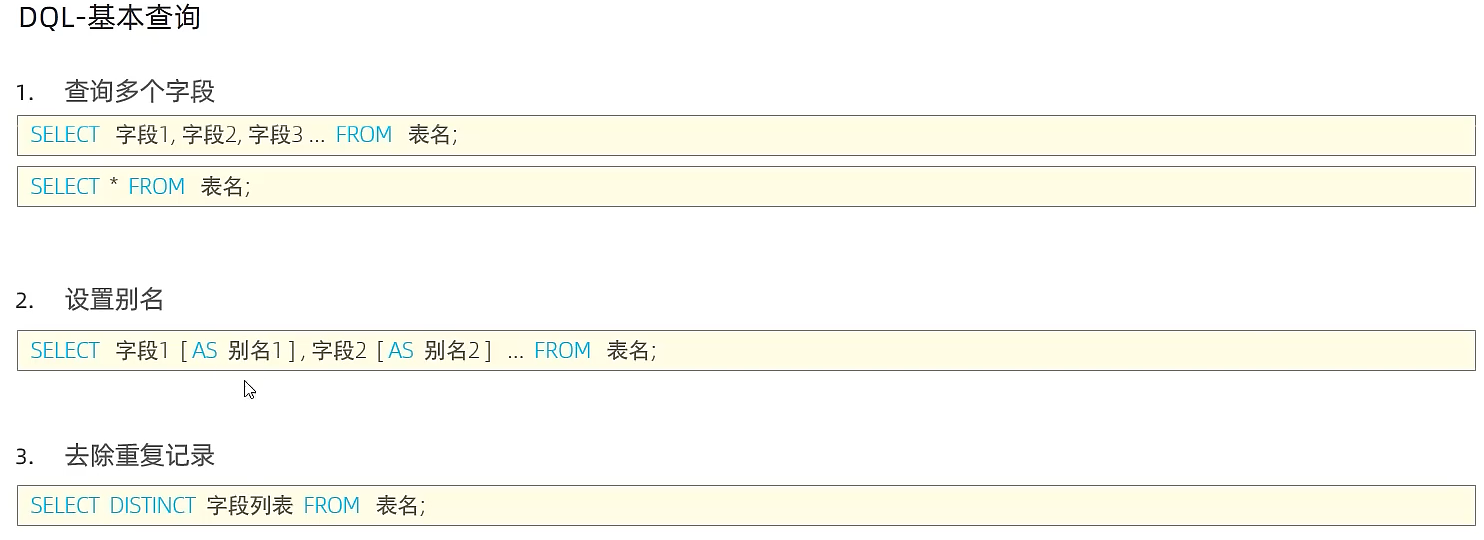 DQL-基本查询
1. 查询多个字段
SELECT 字段1, 字段2, 字段3 ... FROM 表名;
SELECT * FROM 表名;
2. 设置别名
SELECT 字段1 [ AS 别名1 ] , 字段2 [ AS 别名2 ] ... FROM 表名;
3. 去除重复记录
SELECT DISTINCT 字段列表 FROM 表名;